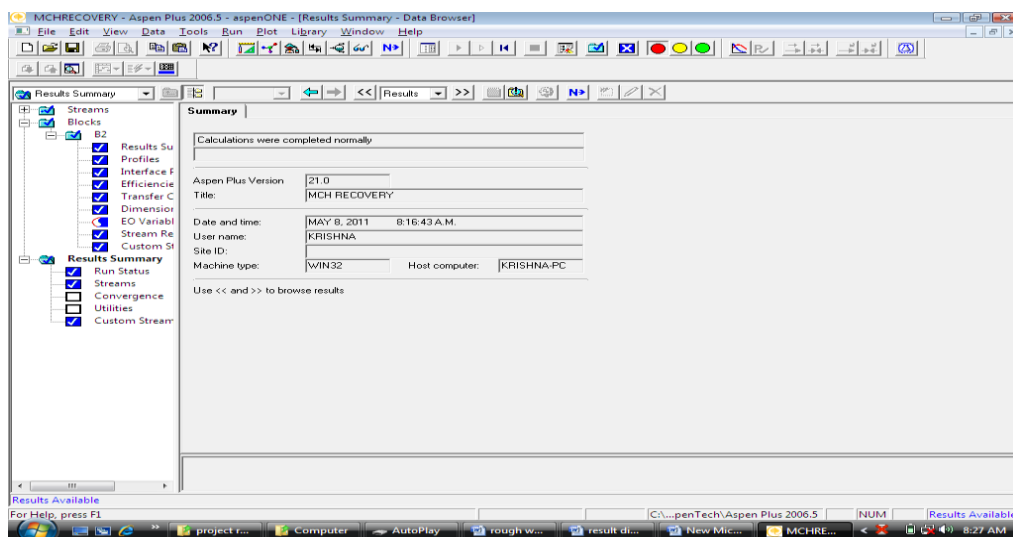 MCHRECOVERY - Aspen Plus 2006.5 - aspenONE - [Results Summary - Data Browser]
File Edit View Data Tools Run Plot Library Window Help
N>
Results Summary
<< Results >> N>
Streams
Blocks
B2
Results Su
Profiles
Interface F
Efficiencie
Transfer C
Dimension
EO Variabl
Stream Re
Custom St
Results Summary
Run Status
Streams
Convergence
Utilities
Custom Stream
Summary
Calculations were completed normally
Aspen Plus Version 21.0
Title: MCH RECOVERY
Date and time: MAY 8, 2011 8:16:43 A.M.
User name: KRISHNA
Site ID:
Machine type: WIN32 Host computer: KRISHNA-PC
Use << and >> to browse results
Results Available
For Help, press F1 C:\...penTech\Aspen Plus 2006.5 NUM Results Available
project r... Computer AutoPlay rough w... result di... New Mic... MCHRE... 8:27 AM